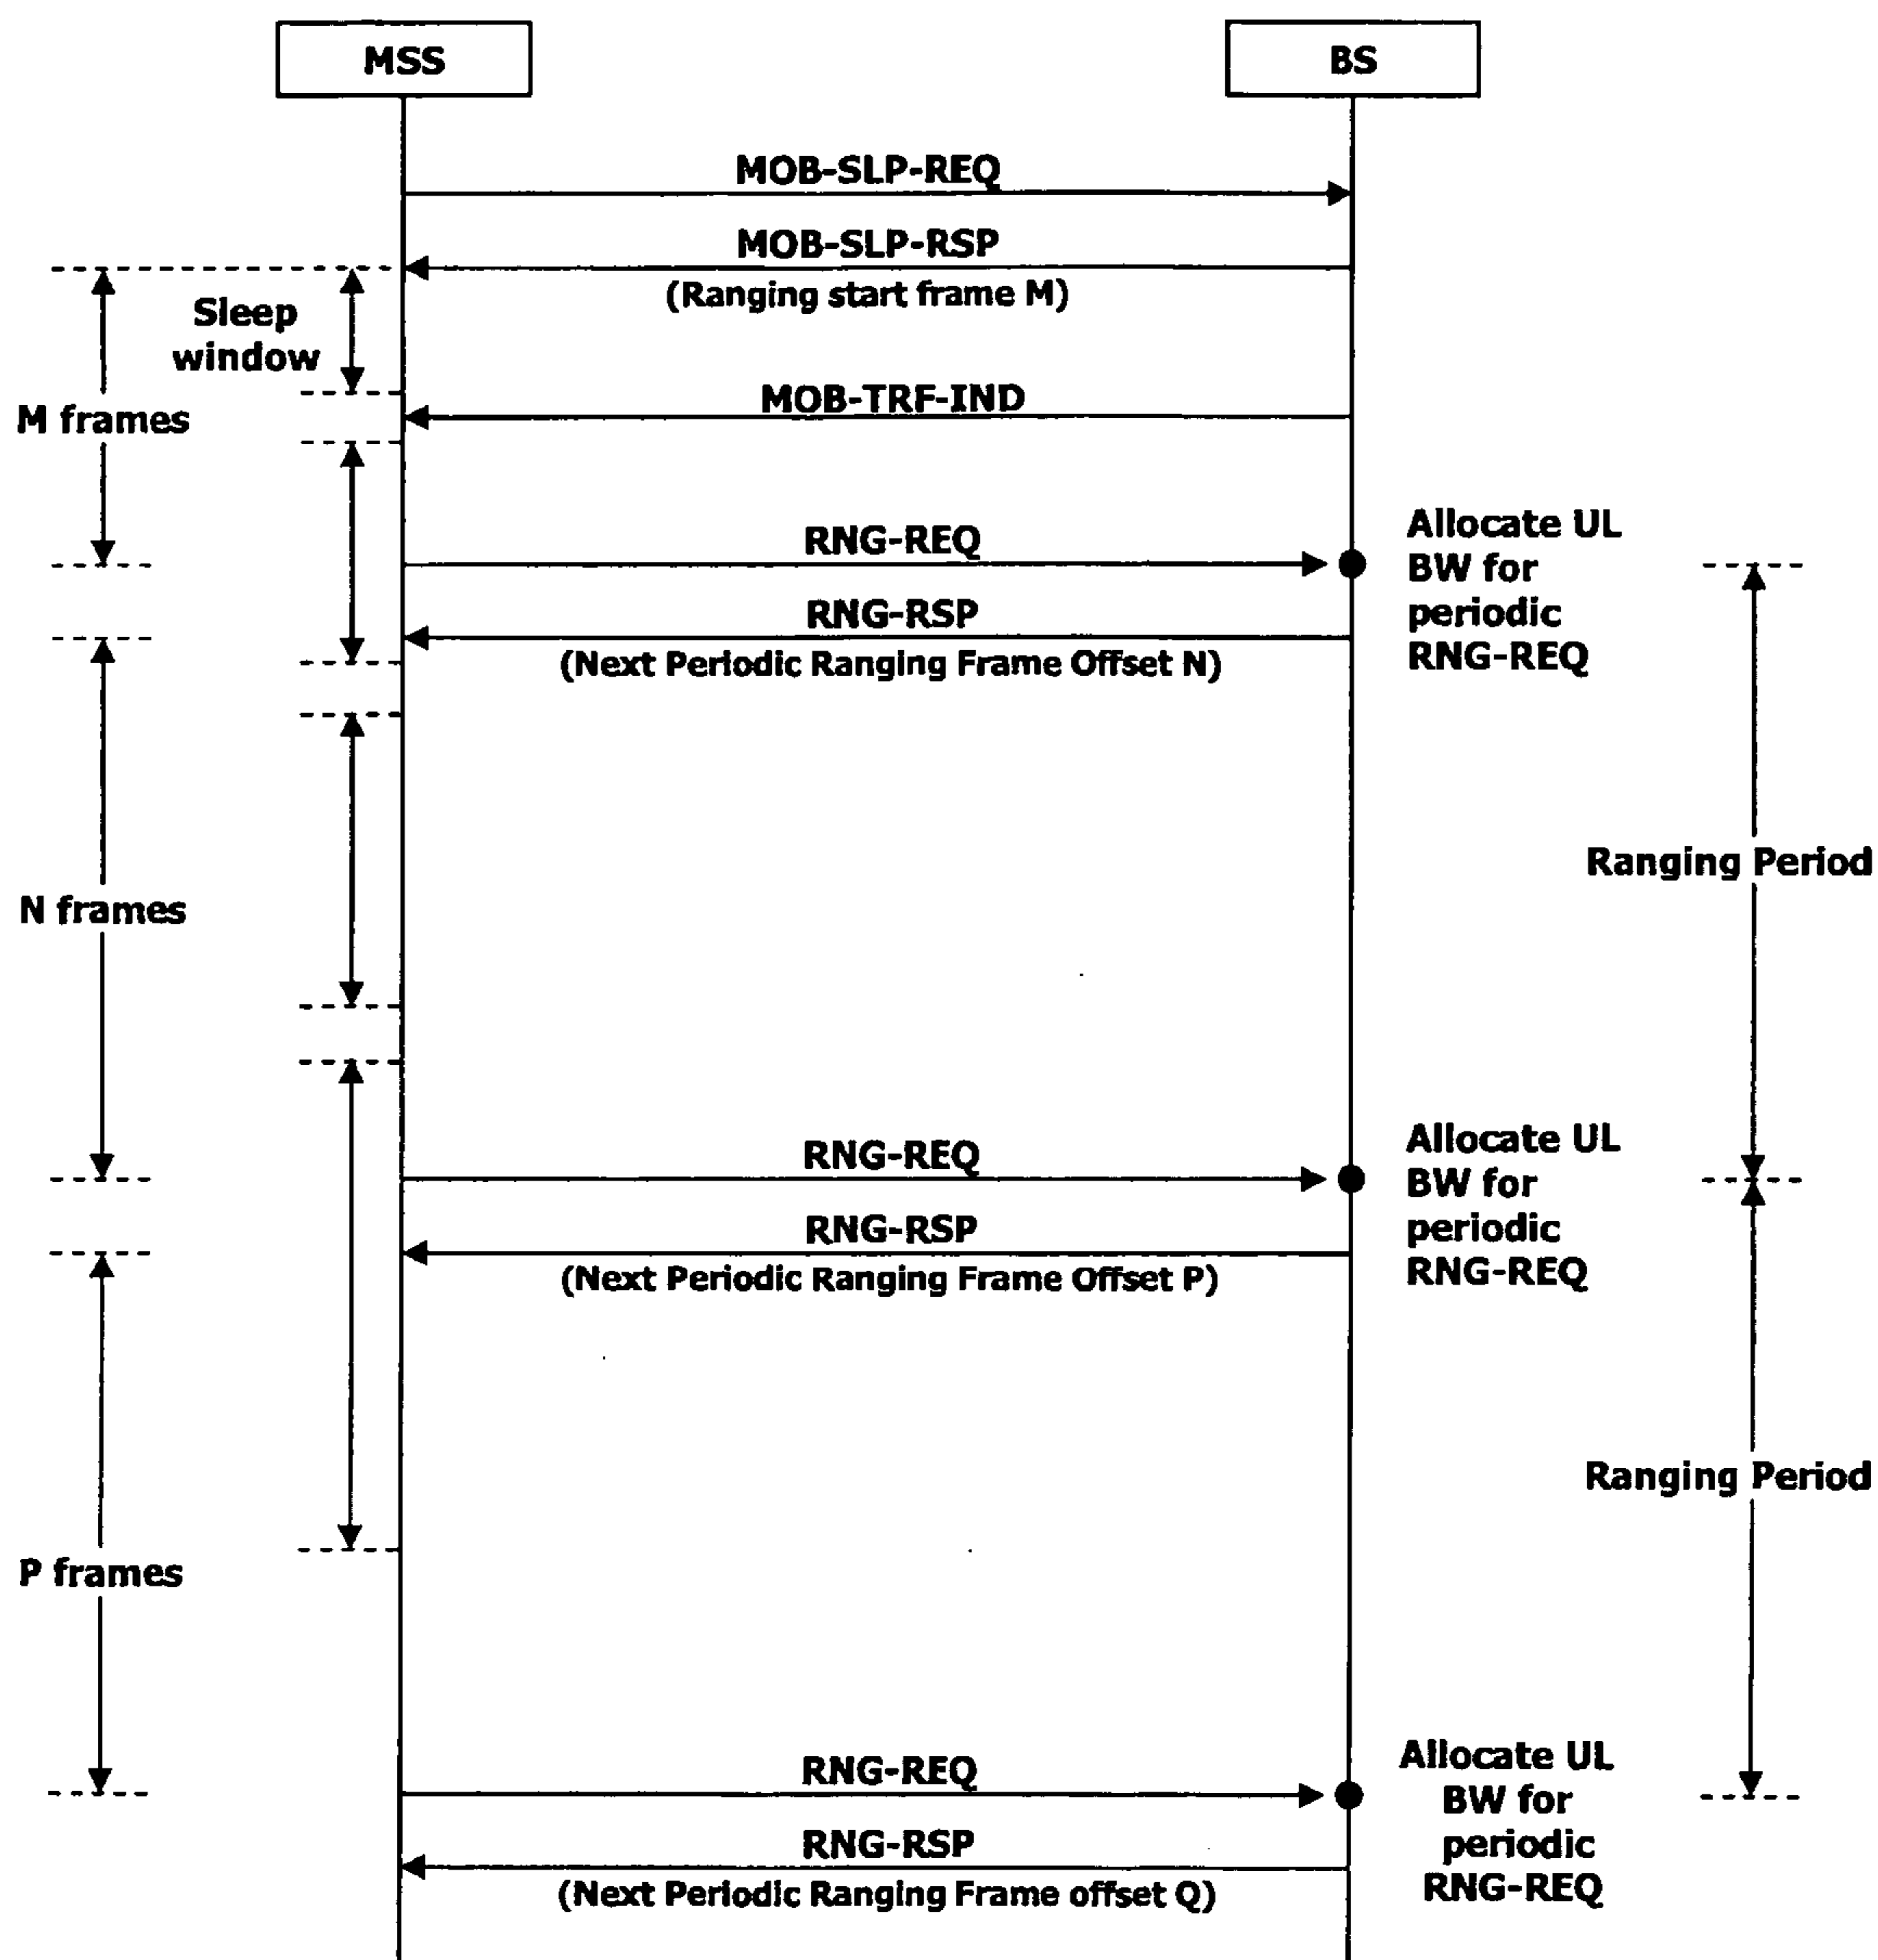 MSS
BS
MOB-SLP-REQ
MOB-SLP-RSP
(Ranging start frame M)
Sleep
window
MOB-TRF-IND
M frames
RNG-REQ
Allocate UL
BW for
periodic
RNG-REQ
RNG-RSP
(Next Periodic Ranging Frame Offset N)
Ranging Period
N frames
RNG-REQ
Allocate UL
BW for
periodic
RNG-REQ
RNG-RSP
(Next Periodic Ranging Frame Offset P)
Ranging Period
P frames
RNG-REQ
Allocate UL
BW for
periodic
RNG-REQ
RNG-RSP
(Next Periodic Ranging Frame offset Q)